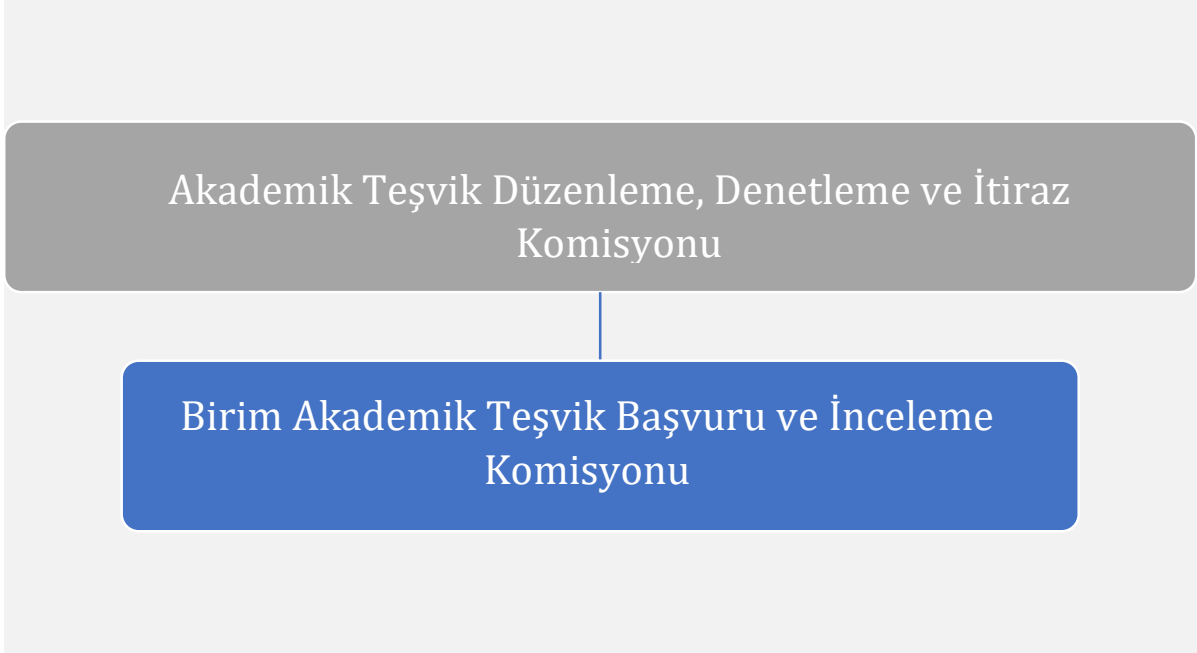 Akademik Teşvik Düzenleme, Denetleme ve İtiraz
Komisyonu
Birim Akademik Teşvik Başvuru ve İnceleme
Komisyonu